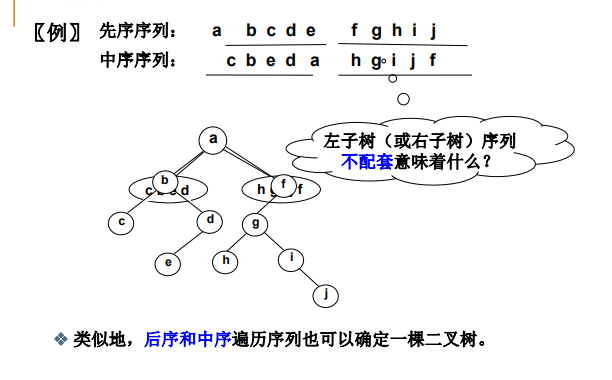 〖例〗 先序序列： a b c d e f g h i j
中序序列： c b e d a h g i j f
左子树（或右子树）序列
不配套意味着什么？
a
b
f
c
d
h
f
c
d
g
e
h
i
j
❖ 类似地，后序和中序遍历序列也可以确定一棵二叉树。